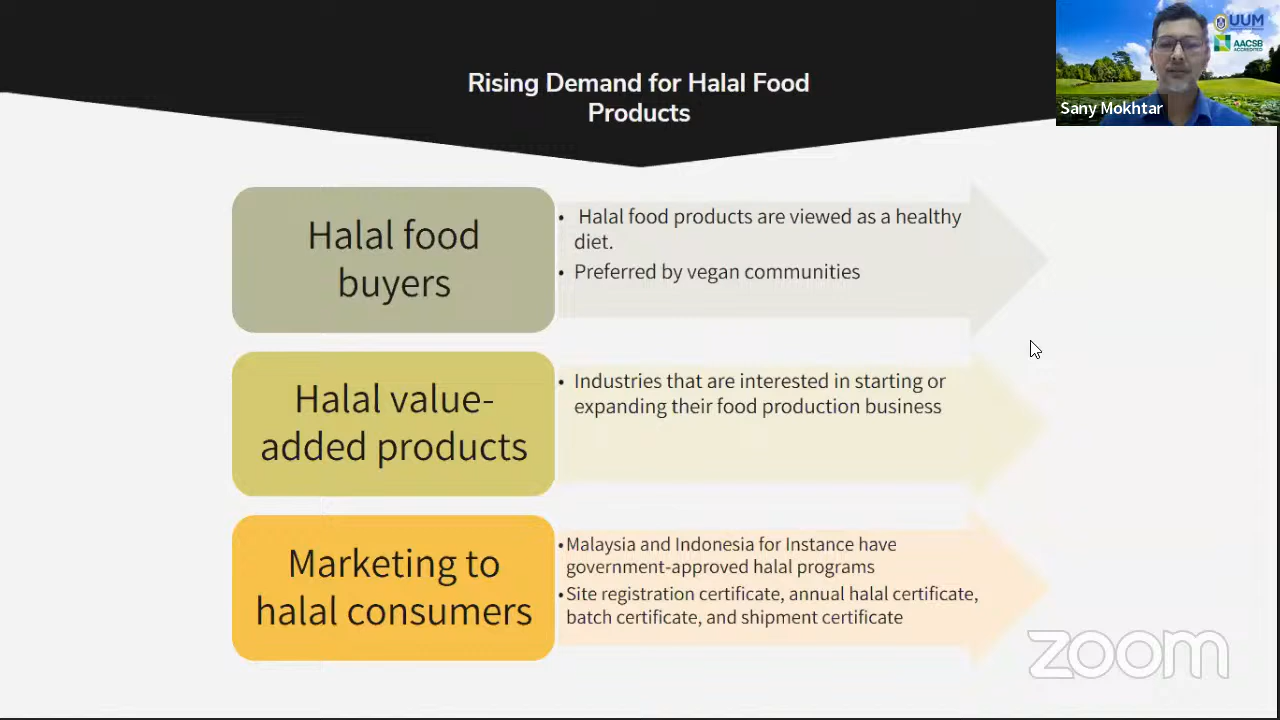 Rising Demand for Halal Food
Products
UUM
AACSB
ACCREDITED
Sany Mokhtar
Halal food
buyers
• Halal food products are viewed as a healthy
diet.
• Preferred by vegan communities
Halal value-
added products
• Industries that are interested in starting or
expanding their food production business
Marketing to
halal consumers
•Malaysia and Indonesia for Instance have
government-approved halal programs
•Site registration certificate, annual halal certificate,
batch certificate, and shipment certificate
zoom